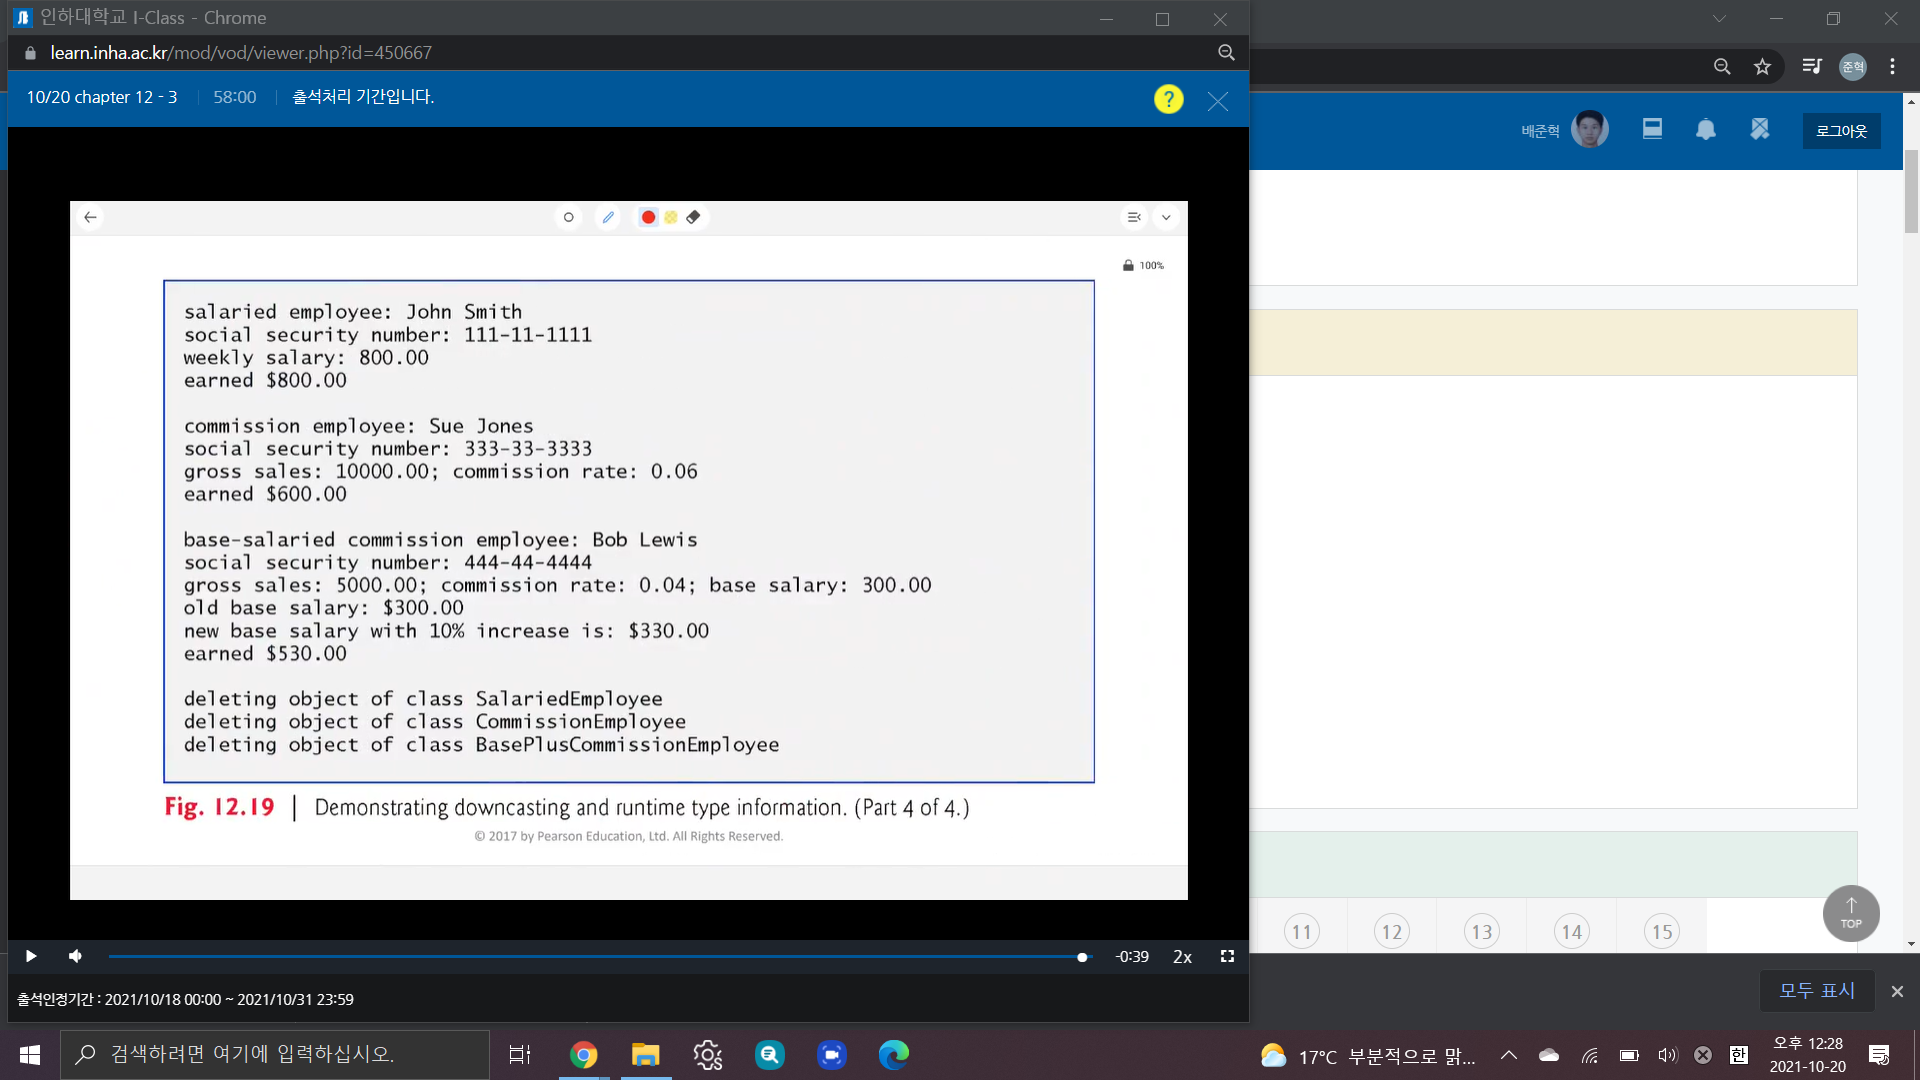 인하대학교 I-Class - Chrome
learn.inha.ac.kr/mod/vod/viewer.php?id=450667
10/20 chapter 12 - 3
58:00
출석처리 기간입니다.
?
배준혁
준혁
로그아웃
100%
salaried employee: John Smith
social security number: 111-11-1111
weekly salary: 800.00
earned $800.00
commission employee: Sue Jones
social security number: 333-33-3333
gross sales: 10000.00; commission rate: 0.06
earned $600.00
base-salaried commission employee: Bob Lewis
social security number: 444-44-4444
gross sales: 5000.00; commission rate: 0.04; base salary: 300.00
old base salary: $300.00
new base salary with 10% increase is: $330.00
earned $530.00
deleting object of class SalariedEmployee
deleting object of class CommissionEmployee
deleting object of class BasePlusCommissionEmployee
Fig. 12.19 | Demonstrating downcasting and runtime type information. (Part 4 of 4.)
© 2017 by Pearson Education, Ltd. All Rights Reserved.
11 12 13 14 15
TOP
-0:39 2x
출석인정기간 : 2021/10/18 00:00 ~ 2021/10/31 23:59
모두 표시
검색하려면 여기에 입력하십시오.
17°C 부분적으로 맑...
한
오후 12:28
2021-10-20